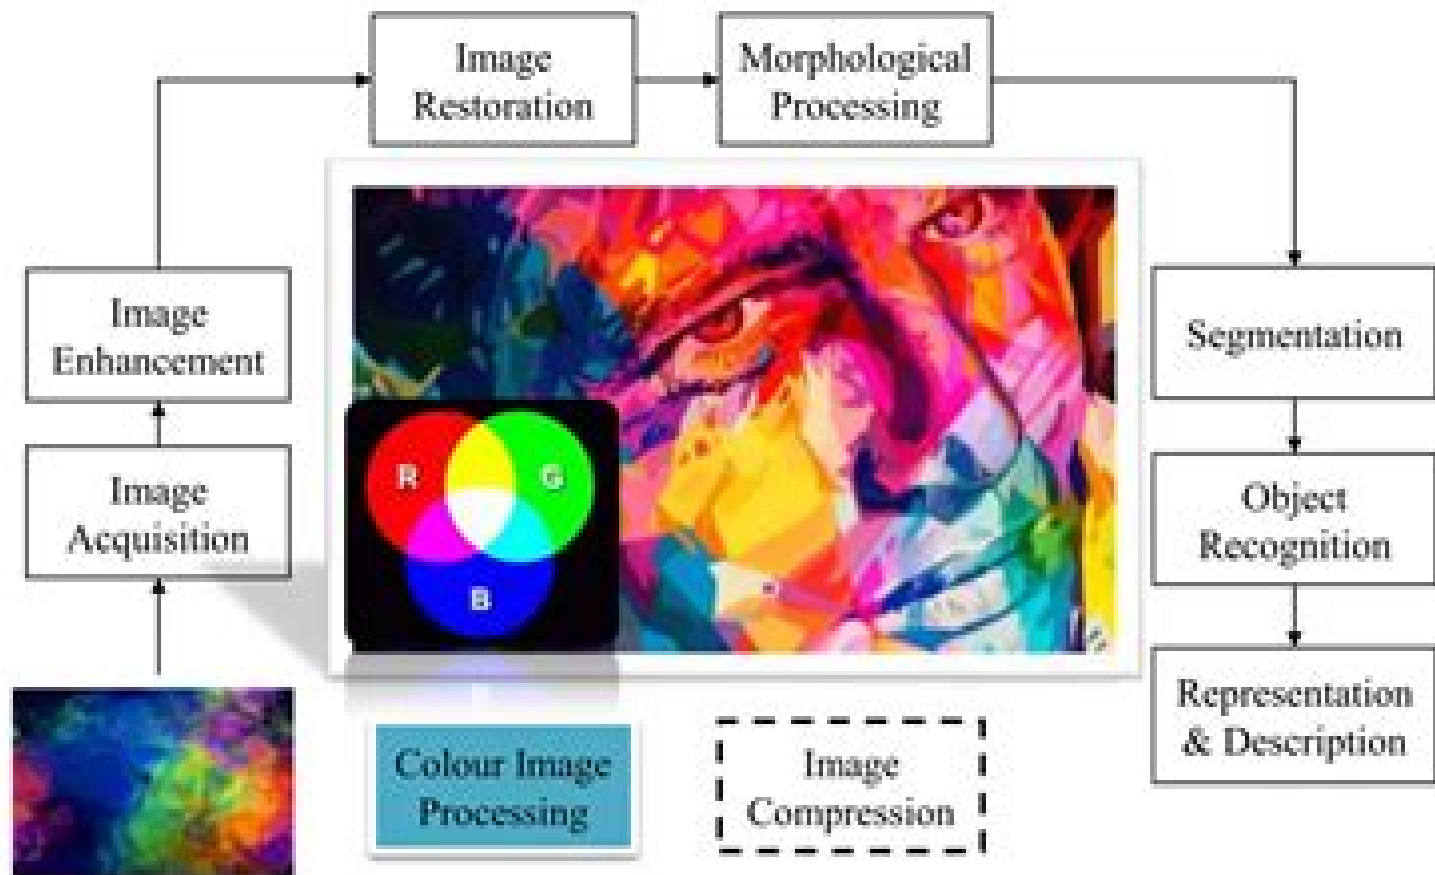 Image
Restoration
Morphological
Processing
Image
Enhancement
Segmentation
Image
Acquisition
Object
Recognition
R
G
B
Representation
& Description
Colour Image
Processing
Image
Compression